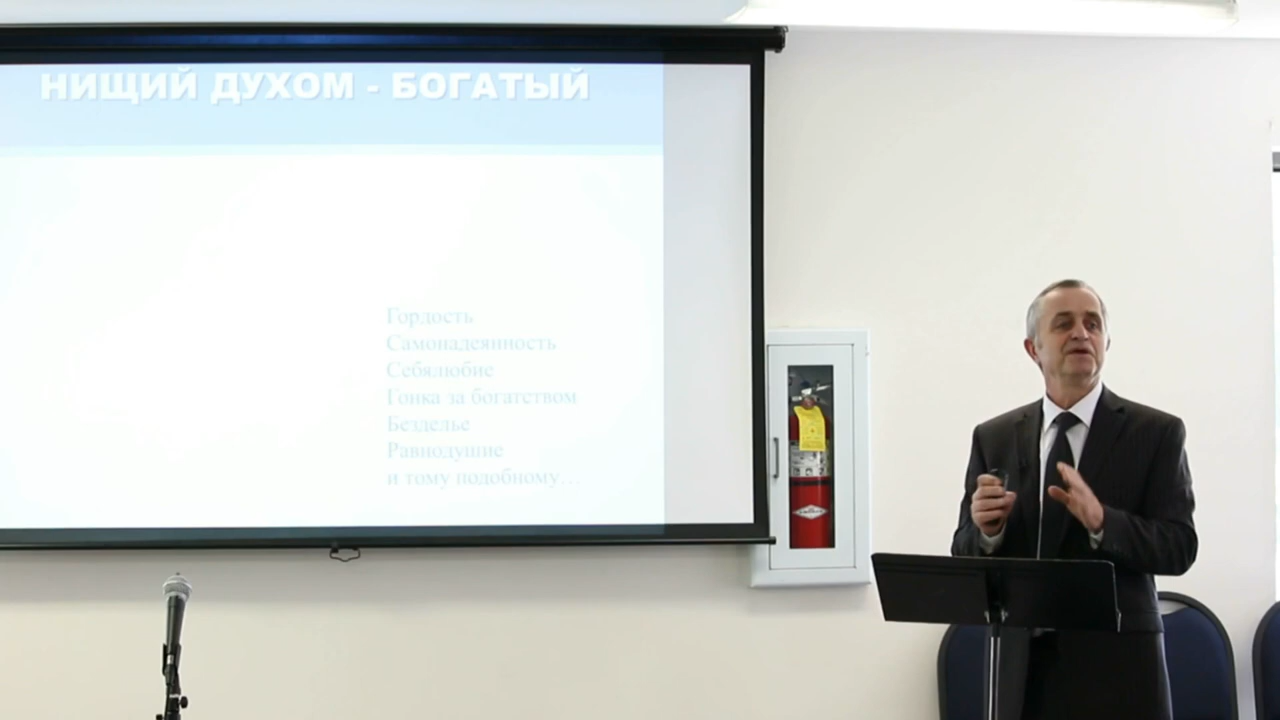 НИЩИЙ ДУХОМ - БОГАТЫЙ
Гордость
Самонадеянность
Себялюбие
Гонка за богатством
Безделье
Равнодушие
и тому подобному…